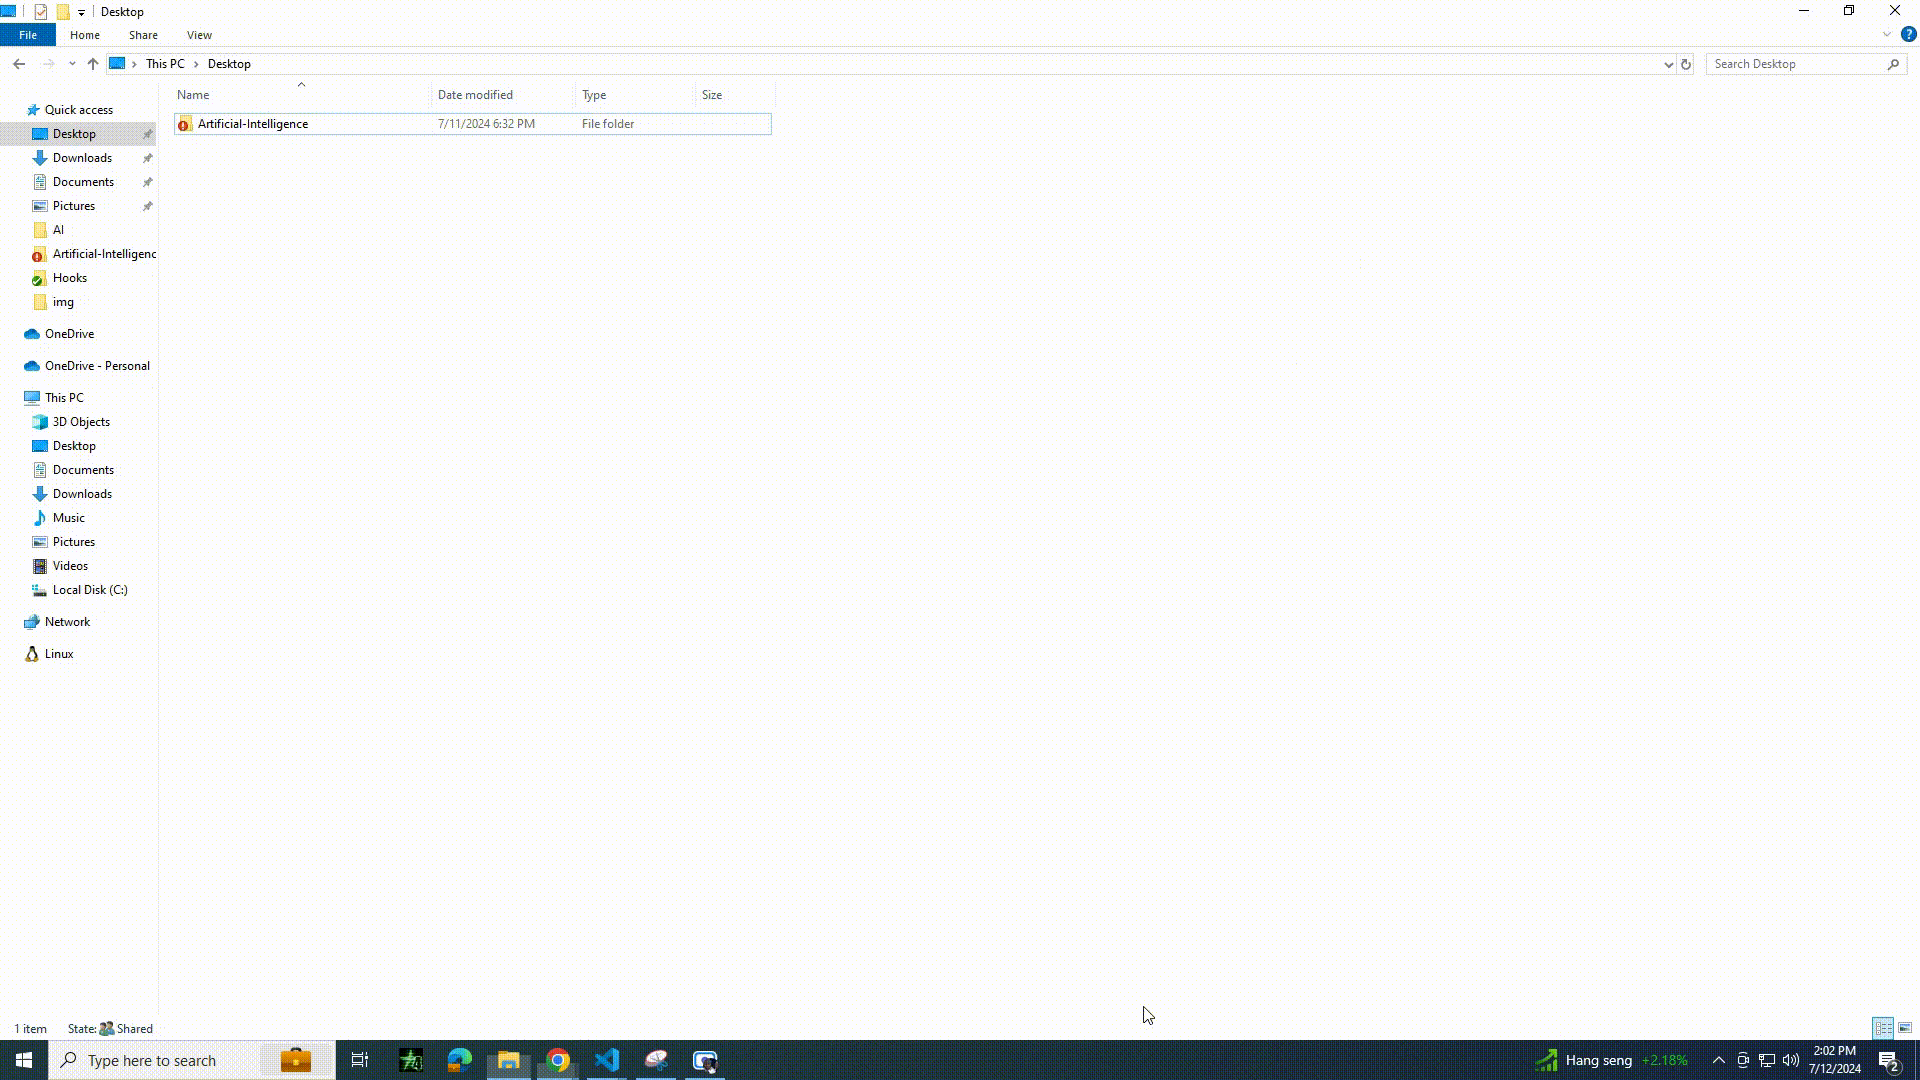 Desktop
File Home Share View
This PC Desktop
Search Desktop
Name Date modified Type Size
Artificial-Intelligence 7/11/2024 6:32 PM File folder
Quick access
Desktop
Downloads
Documents
Pictures
AI
Artificial-Intelligenc
Hooks
img
OneDrive
OneDrive - Personal
This PC
3D Objects
Desktop
Documents
Downloads
Music
Pictures
Videos
Local Disk (C:)
Network
Linux
1 item State: Shared
Type here to search
Hang seng +2.18%
2:02 PM
7/12/2024
2